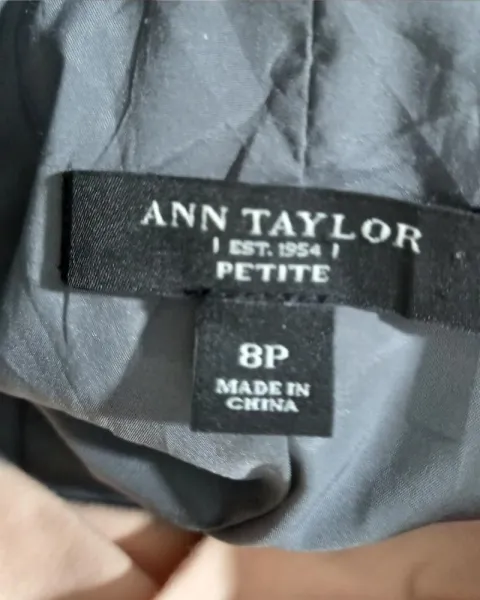 ANN TAYLOR
| EST. 1954 |
PETITE
8P
MADE IN
CHINA